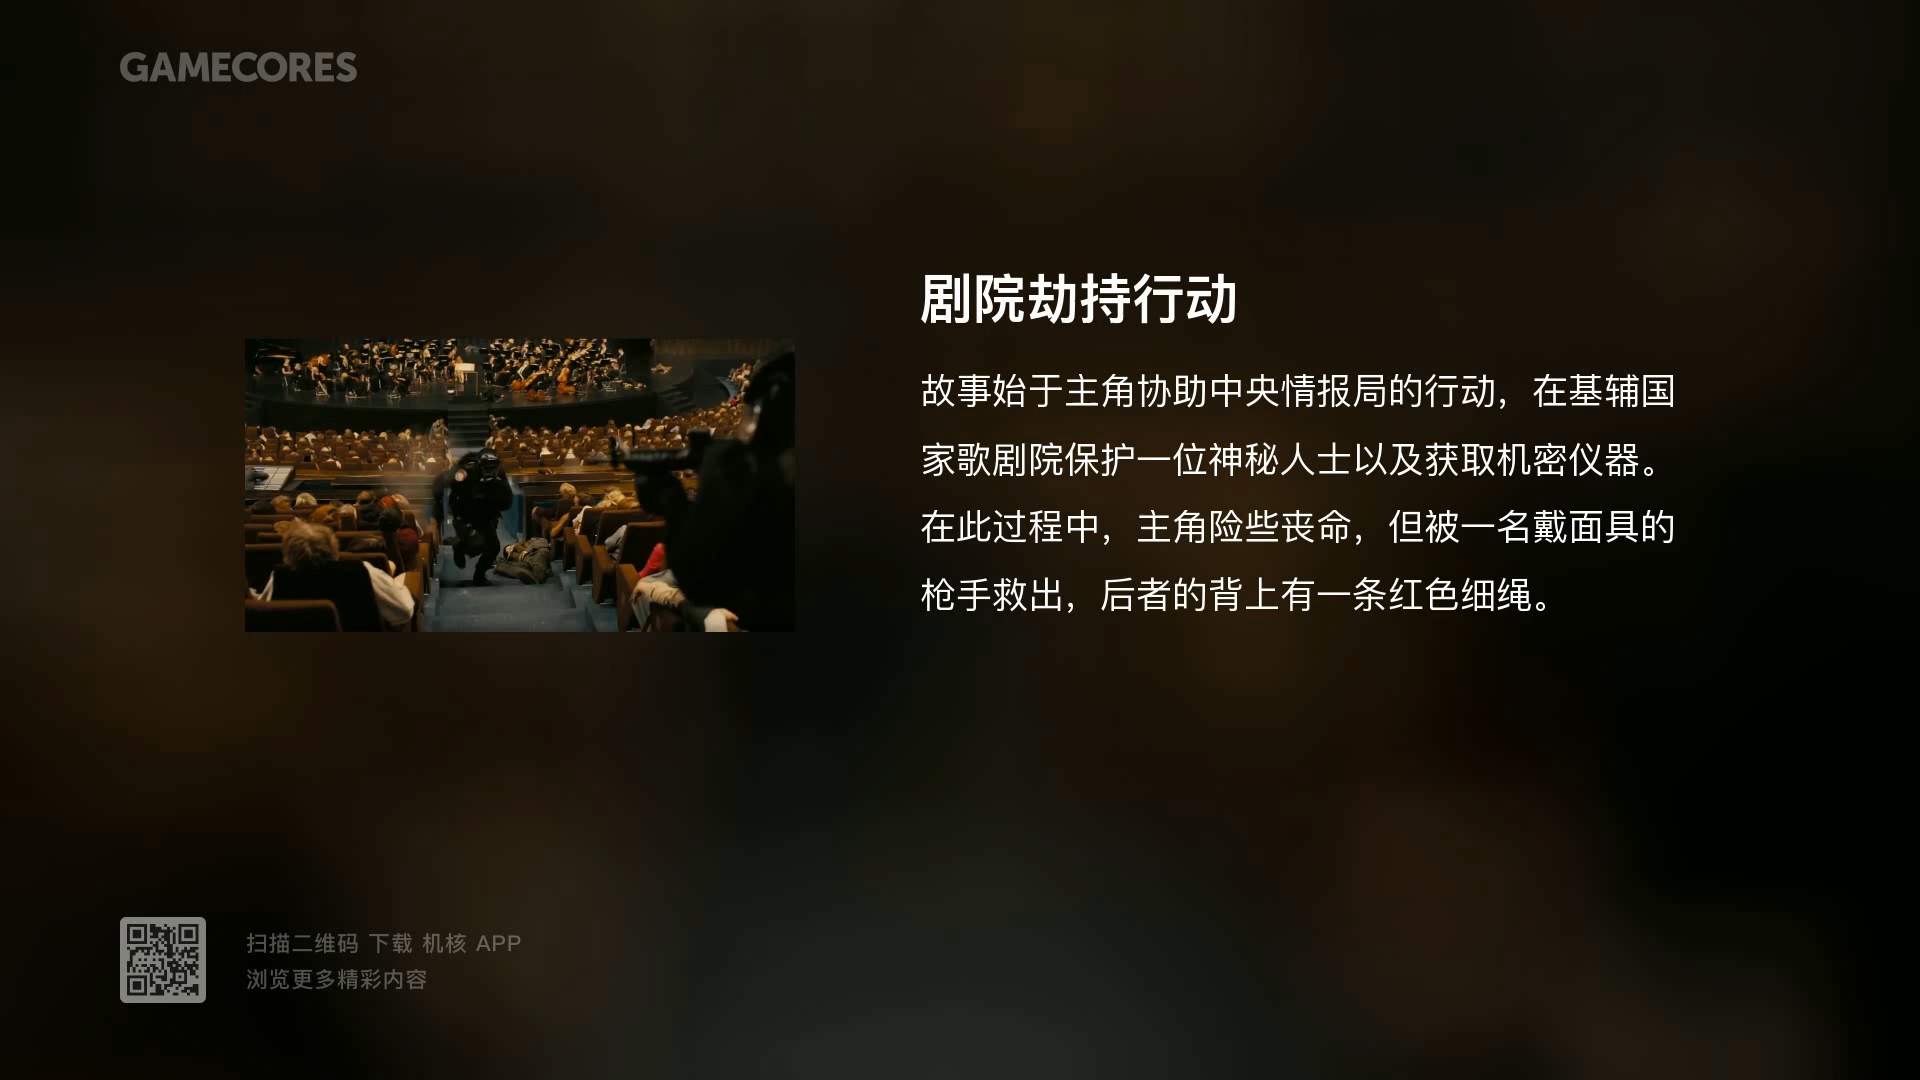 GAMECORES
剧院劫持行动
故事始于主角协助中央情报局的行动，在基辅国
家歌剧院保护一位神秘人士以及获取机密仪器。
在此过程中，主角险些丧命，但被一名戴面具的
枪手救出，后者的背上有一条红色细绳。
扫描二维码 下载 机核 APP
浏览更多精彩内容